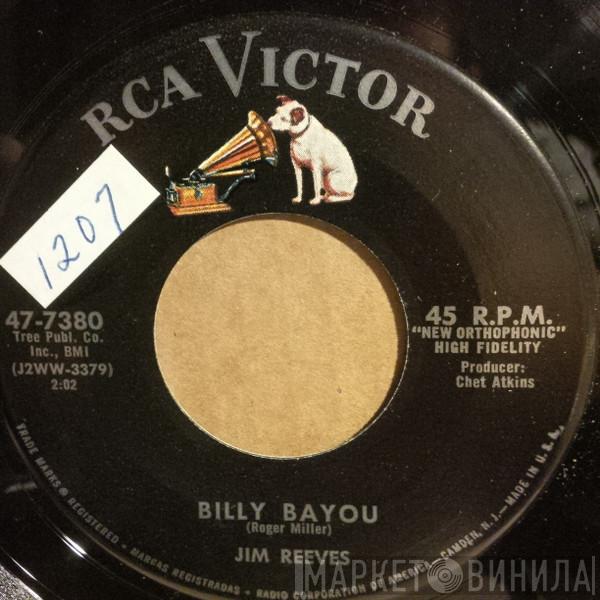 RCA VICTOR
1207
47-7380
Tree Publ. Co.
Inc., BMI
(J2WW-3379)
2:02
45 R.P.M.
"NEW ORTHOPHONIC"
HIGH FIDELITY
Producer:
Chet Atkins
BILLY BAYOU
(Roger Miller)
JIM REEVES
TRADE MARKS ® REGISTERED • MARCAS REGISTRADAS • RADIO CORPORATION OF AMERICA—CAMDEN, N. J.—MADE IN U.S.A.
МАРКЕТ ВИНИЛА